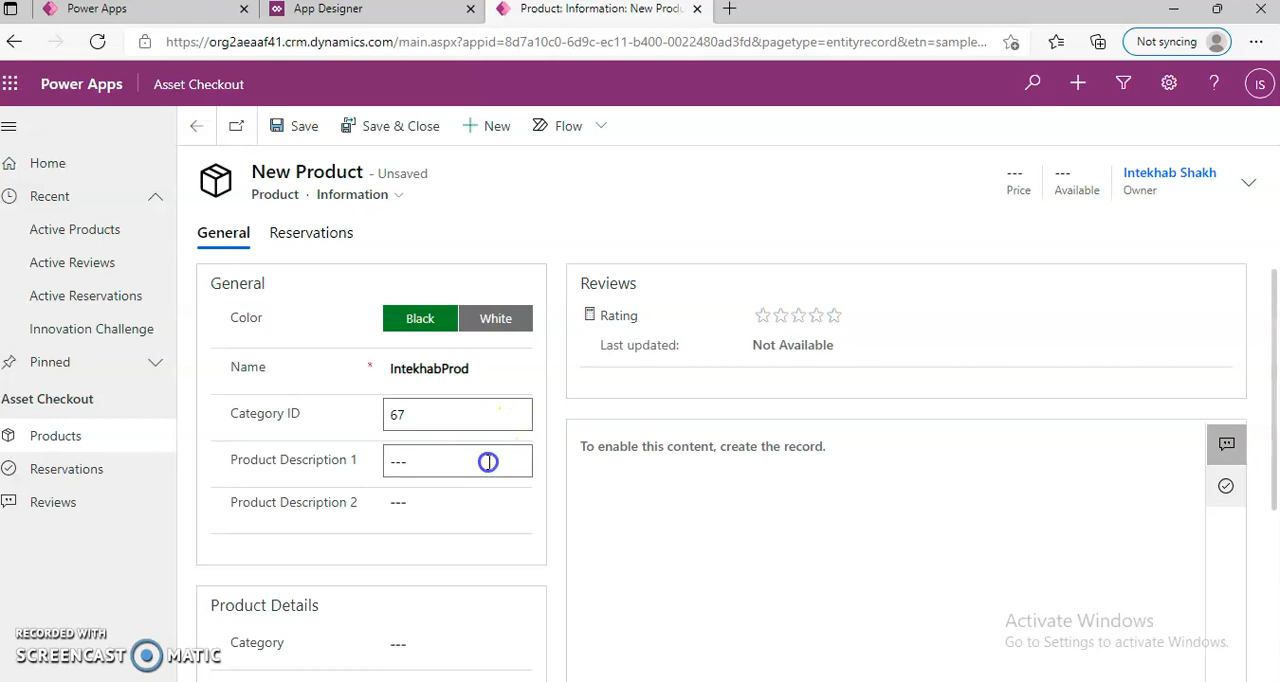 Power Apps
App Designer
Product: Information: New Produ
https://org2aeaaf41.crm.dynamics.com/main.aspx?appid=8d7a10c0-6d9c-ec11-b400-0022480ad3fd&pagetype=entityrecord&etn=sample...
Not syncing
Power Apps
Asset Checkout
IS
Save
Save & Close
New
Flow
Home
Recent
Active Products
Active Reviews
Active Reservations
Innovation Challenge
Pinned
Asset Checkout
Products
Reservations
Reviews
New Product - Unsaved
Product · Information
---
Price
---
Available
Intekhab Shakh
Owner
General
Reservations
General
Color
Black
White
Name *
IntekhabProd
Category ID
67
Product Description 1
---
Product Description 2
---
Product Details
Category
---
Reviews
Rating
Last updated:
Not Available
To enable this content, create the record.
Activate Windows
Go to Settings to activate Windows.
RECORDED WITH
SCREENCAST MATIC